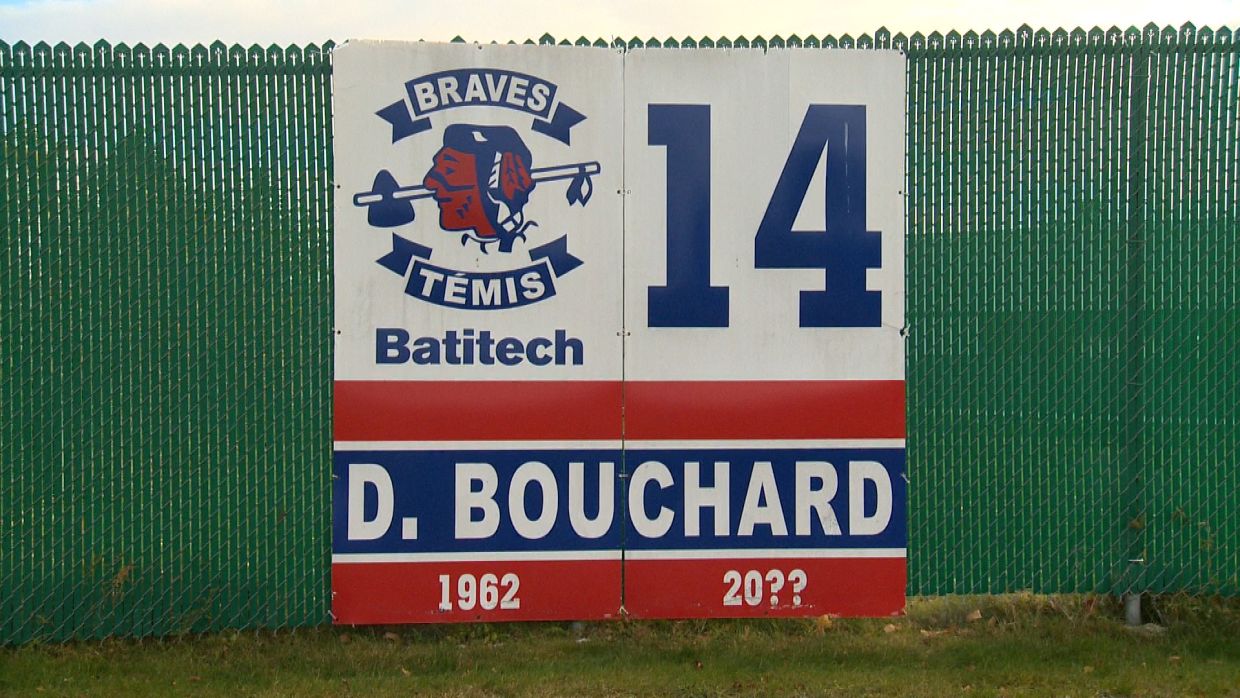 BRAVES
TÉMIS
Batitech
14
D. BOUCHARD
1962
20??